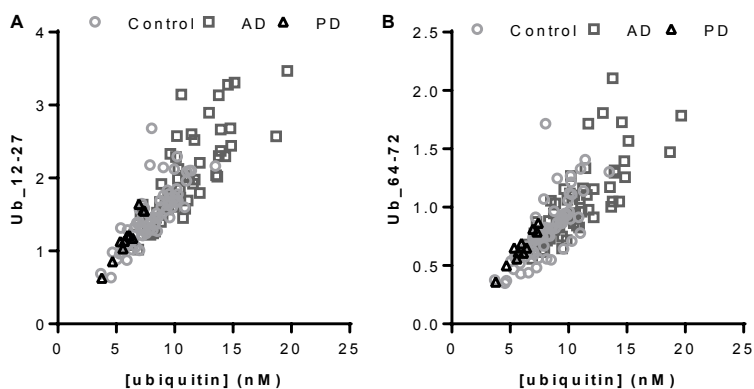 A
Control AD PD
Ub_12-27
4
3
2
1
0
0 5 10 15 20 25
[ubiquitin] (nM)
B
Control AD PD
Ub_64-72
2.5
2.0
1.5
1.0
0.5
0.0
0 5 10 15 20 25
[ubiquitin] (nM)